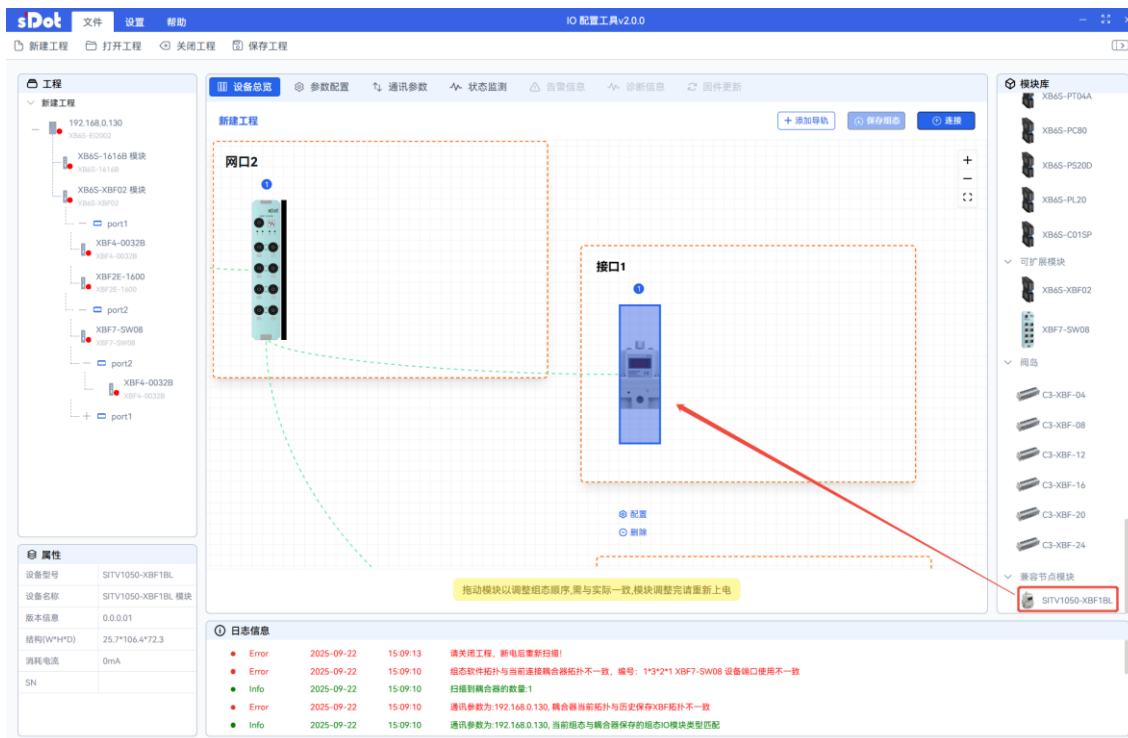 sDot 文件 设置 帮助 IO 配置工具v2.0.0
新建工程 打开工程 关闭工程 保存工程
工程
新建工程
192.168.0.130
XB6S-EI2002
XB6S-1616B 模块
XB6S-1616B
XB6S-XBF02 模块
XB6S-XBF02
port1
XBF4-0032B
XBF4-0032B
XBF2E-1600
XBF2E-1600
port2
XBF7-SW08
XBF7-SW08
port2
XBF4-0032B
XBF4-0032B
port1
属性
设备型号 SITV1050-XBF1BL
设备名称 SITV1050-XBF1BL 模块
版本信息 0.0.0.01
结构(W*H*D) 25.7*106.4*72.3
消耗电流 0mA
SN
设备总览 参数配置 通讯参数 状态监测 告警信息 诊断信息 固件更新
新建工程 添加导轨 保存组态 连接
网口2
1
接口1
1
配置
删除
拖动模块以调整组态顺序,需与实际一致,模块调整完请重新上电
日志信息
Error 2025-09-22 15:09:13 请关闭工程、断电后重新扫描!
Error 2025-09-22 15:09:10 组态软件拓扑与当前连接耦合器拓扑不一致, 编号: 1*3*2*1 XBF7-SW08 设备端口使用不一致
Info 2025-09-22 15:09:10 扫描到耦合器的数量:1
Error 2025-09-22 15:09:10 通讯参数为:192.168.0.130, 耦合器当前拓扑与历史保存XBF拓扑不一致
Info 2025-09-22 15:09:10 通讯参数为:192.168.0.130, 当前组态与耦合器保存的组态IO模块类型匹配
模块库
XB6S-PT04A
XB6S-PC80
XB6S-PS20D
XB6S-PL20
XB6S-C01SP
可扩展模块
XB6S-XBF02
XBF7-SW08
阀岛
C3-XBF-04
C3-XBF-08
C3-XBF-12
C3-XBF-16
C3-XBF-20
C3-XBF-24
兼容节点模块
SITV1050-XBF1BL